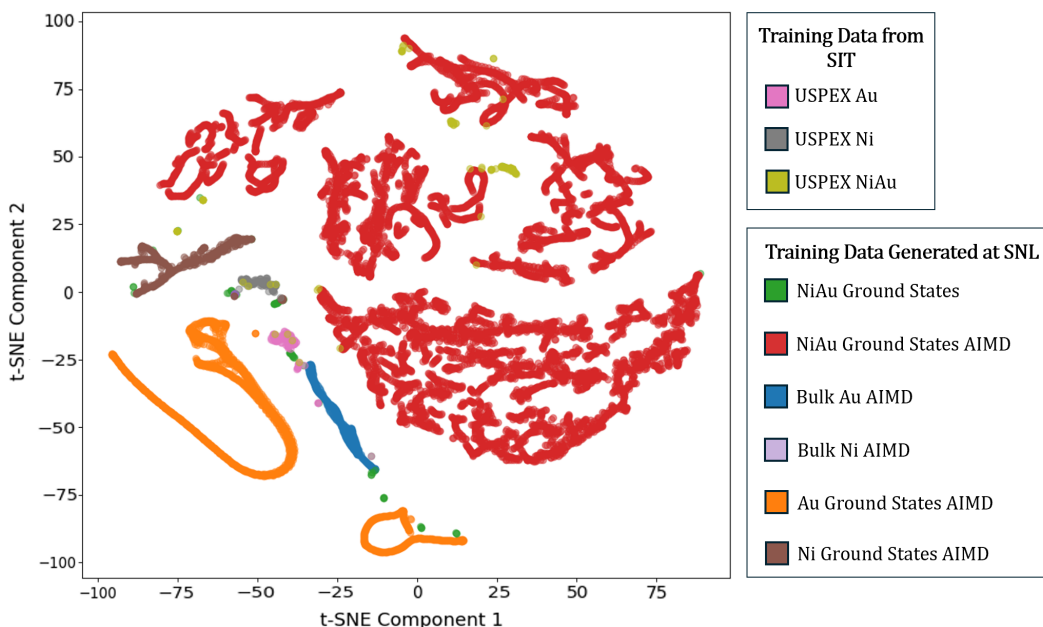 100
75
50
25
0
−25
−50
−75
−100
t-SNE Component 2
−100
−75
−50
−25
0
25
50
75
t-SNE Component 1
Training Data from
SIT
USPEX Au
USPEX Ni
USPEX NiAu
Training Data Generated at SNL
NiAu Ground States
NiAu Ground States AIMD
Bulk Au AIMD
Bulk Ni AIMD
Au Ground States AIMD
Ni Ground States AIMD